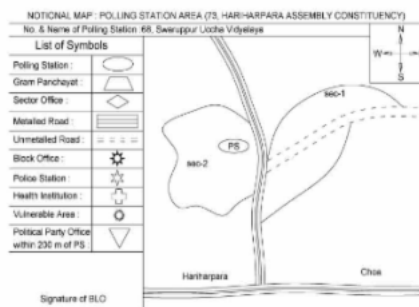 NOTIONAL MAP : POLLING STATION AREA (73, HARIHARPARA ASSEMBLY CONSTITUENCY)
No. & Name of Polling Station :68, Swaruppur Uccha Vidyalaya
List of Symbols
N
W
E
S
Polling Station :
Gram Panchayat :
Sector Office :
Metalled Road :
Unmetalled Road :
Block Office :
Police Station :
Health Institution :
Vulnerable Area :
Political Party Office
within 200 m of PS :
sec-1
PS
sec-2
Hariharpara
Choa
Signature of BLO